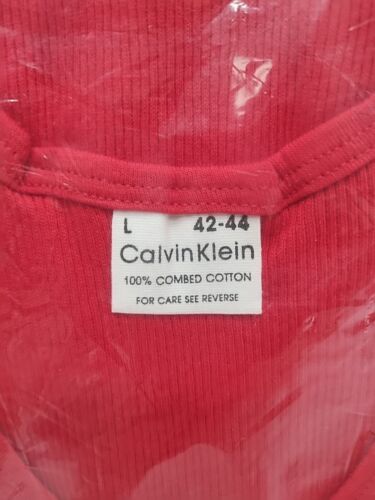 L 42-44
CalvinKlein
100% COMBED COTTON
FOR CARE SEE REVERSE